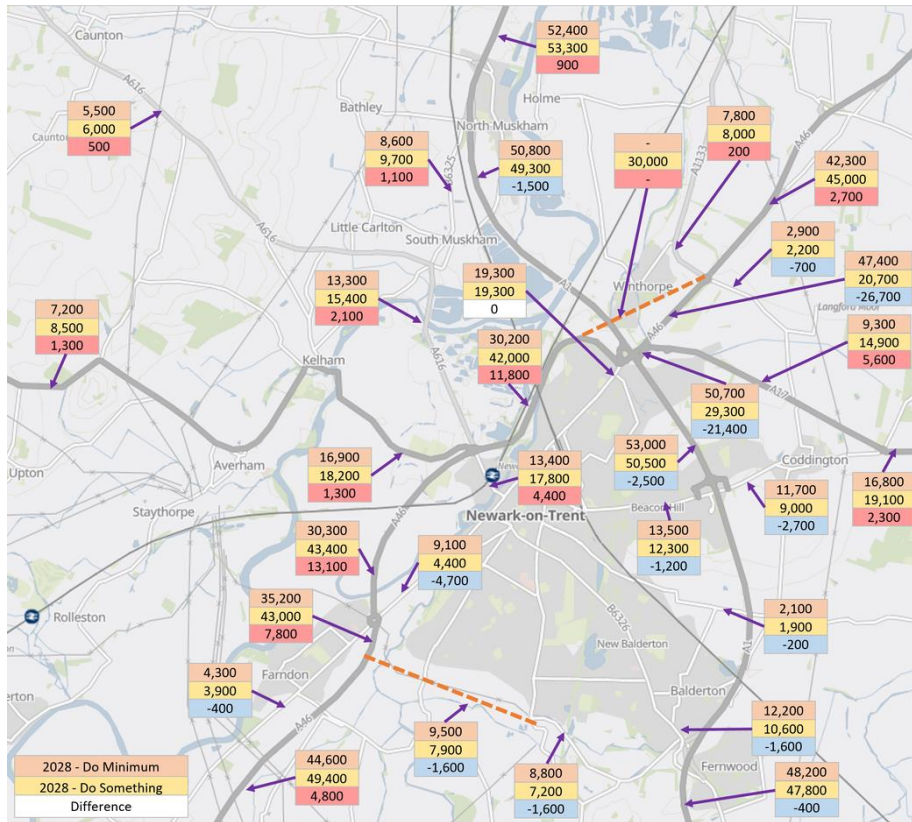 Caunton
A616
Caunton
5,500
6,000
500
Bathley
52,400
53,300
900
Holme
North Muskham
8,600
9,700
1,100
B6325
50,800
49,300
-1,500
-
30,000
-
7,800
8,000
200
A1133
A46
42,300
45,000
2,700
Little Carlton
South Muskham
A616
A1
Winthorpe
2,900
2,200
-700
47,400
20,700
-26,700
Langford Moor
13,300
15,400
2,100
19,300
19,300
0
A46
7,200
8,500
1,300
Kelham
A616
30,200
42,000
11,800
9,300
14,900
5,600
A17
50,700
29,300
-21,400
Upton
Averham
16,900
18,200
1,300
13,400
17,800
4,400
53,000
50,500
-2,500
Coddington
16,800
19,100
2,300
11,700
9,000
-2,700
Staythorpe
A46
Newark-on-Trent
Beacon Hill
13,500
12,300
-1,200
30,300
43,400
13,100
9,100
4,400
-4,700
Rolleston
35,200
43,000
7,800
B6326
New Balderton
2,100
1,900
-200
A1
Farndon
4,300
3,900
-400
A46
Balderton
9,500
7,900
-1,600
12,200
10,600
-1,600
8,800
7,200
-1,600
Fernwood
44,600
49,400
4,800
48,200
47,800
-400
2028 - Do Minimum
2028 - Do Something
Difference